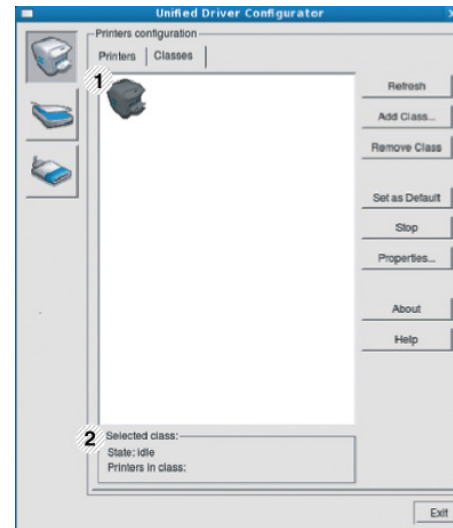 Unified Driver Configurator
Printers configuration
Printers Classes
1
Refresh
Add Class...
Remove Class
Set as Default
Stop
Properties...
About
Help
2 Selected class:
State: idle
Printers in class:
Exit